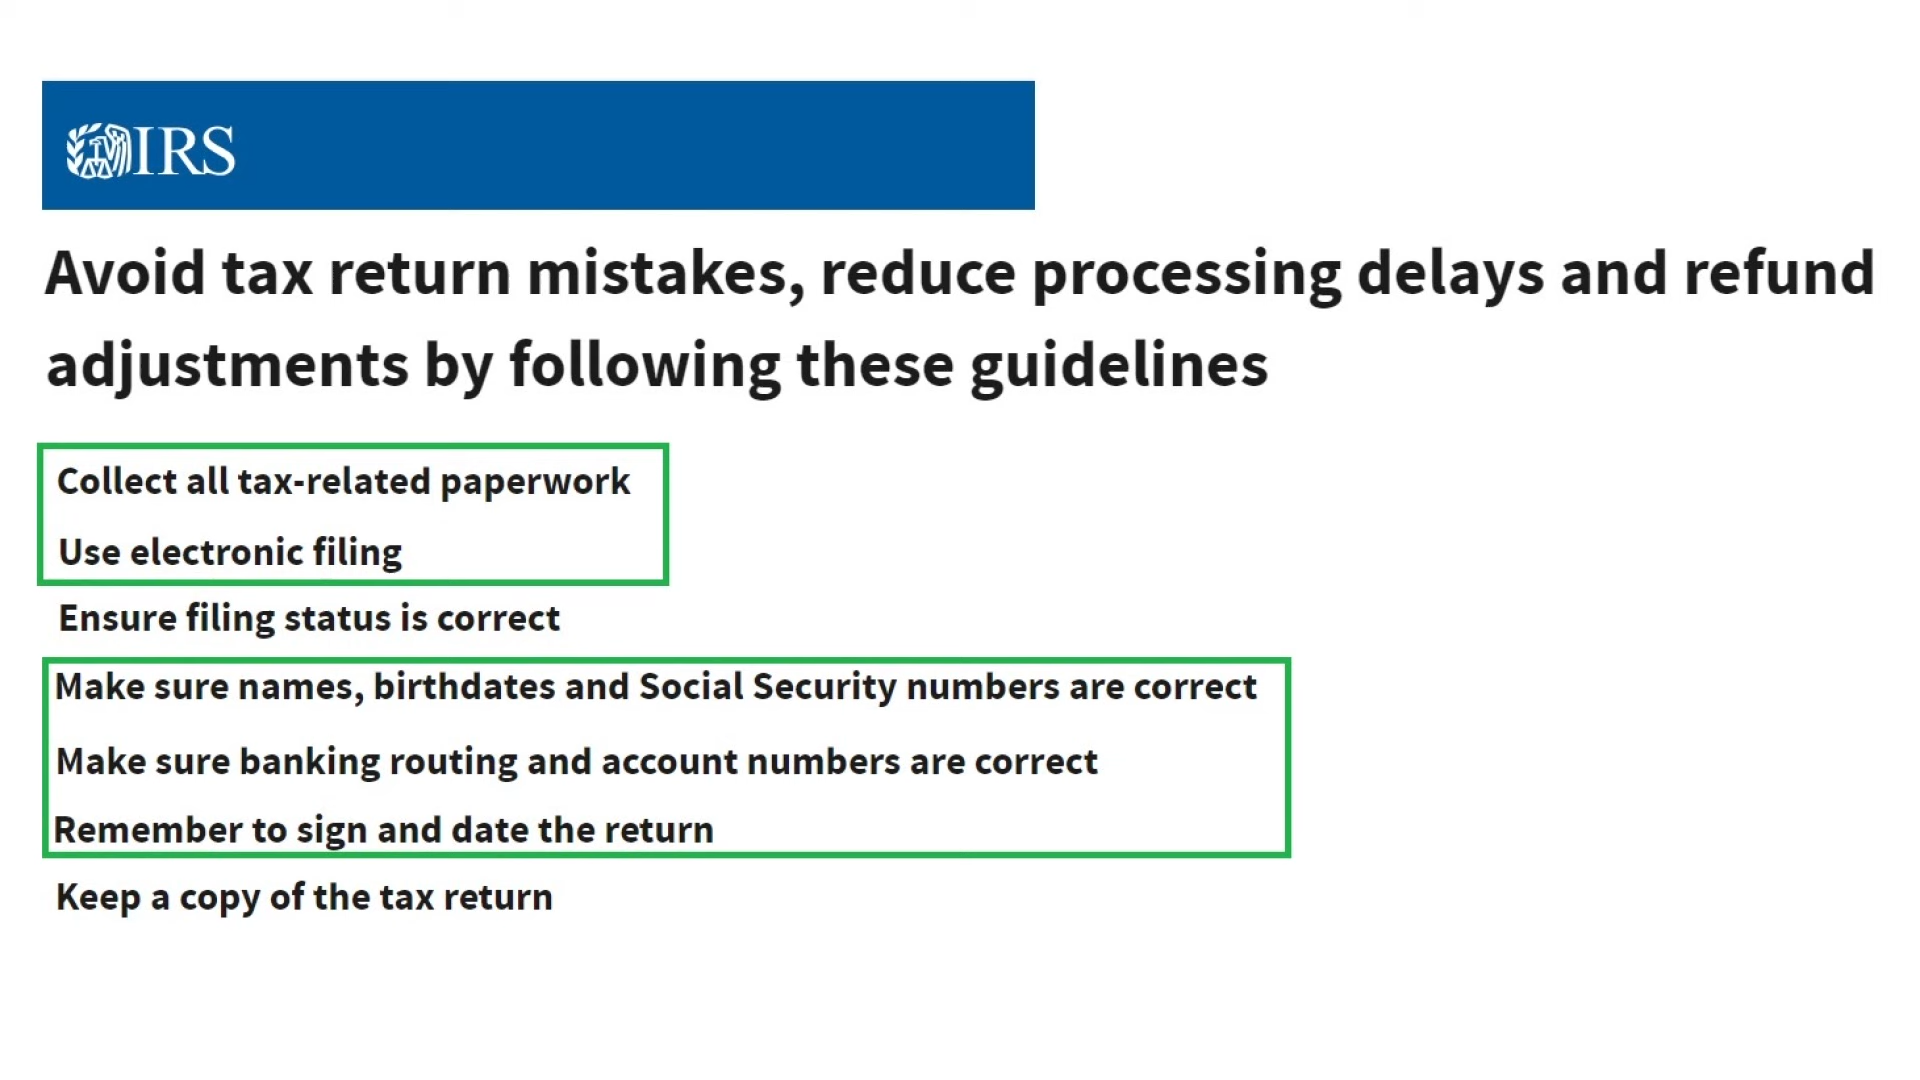 IRS
Avoid tax return mistakes, reduce processing delays and refund
adjustments by following these guidelines
Collect all tax-related paperwork
Use electronic filing
Ensure filing status is correct
Make sure names, birthdates and Social Security numbers are correct
Make sure banking routing and account numbers are correct
Remember to sign and date the return
Keep a copy of the tax return